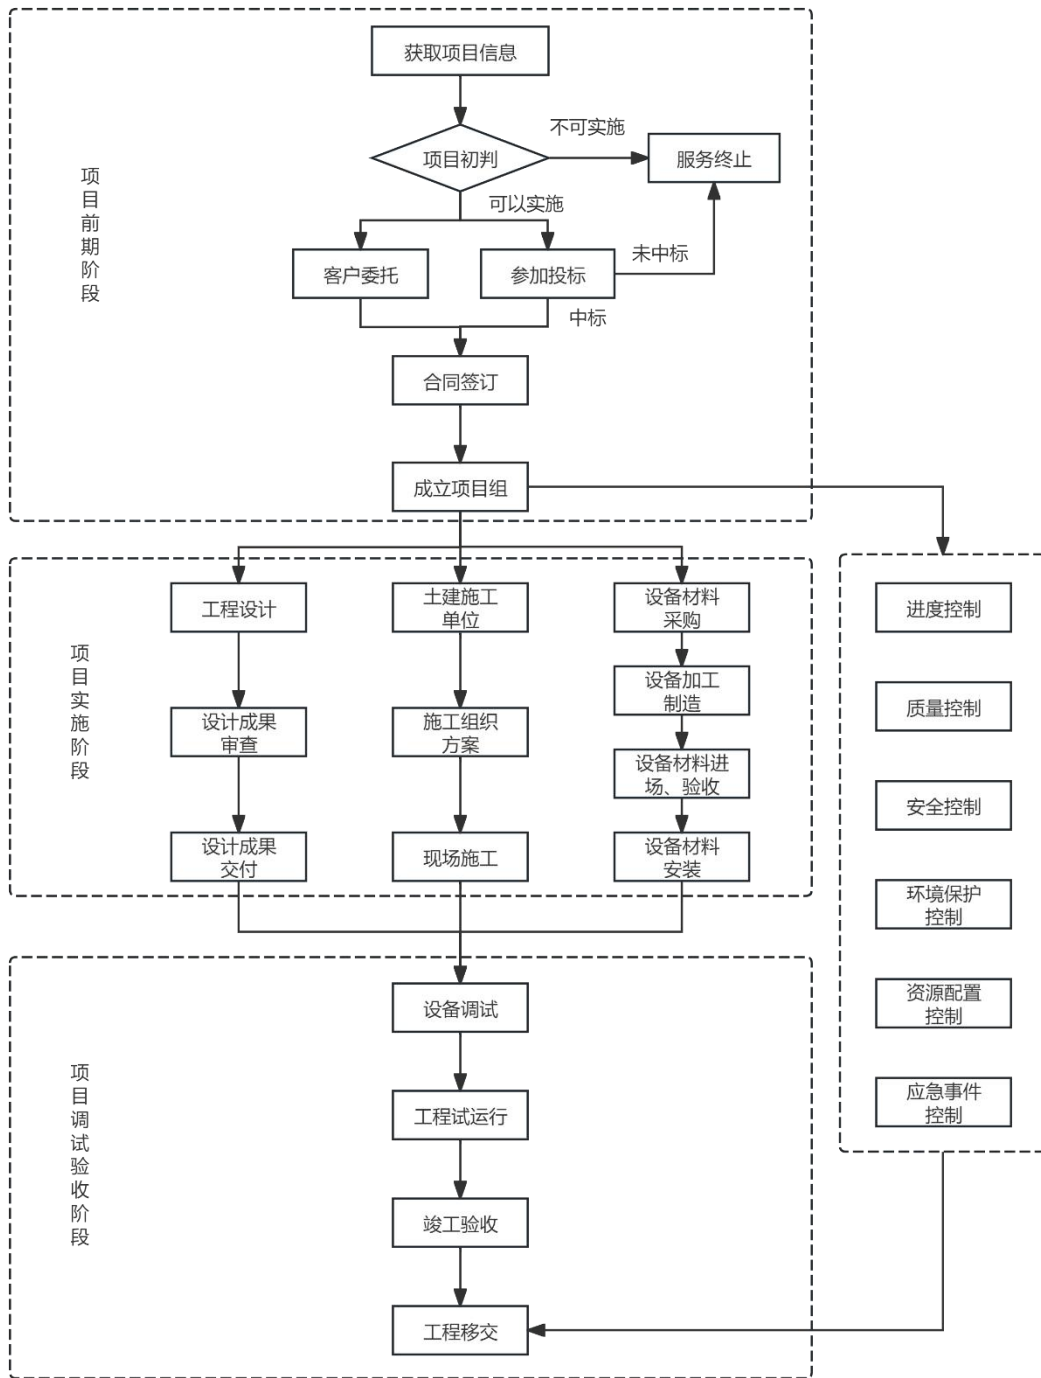 获取项目信息
项目初判
不可实施
服务终止
可以实施
客户委托
参加投标
未中标
中标
合同签订
成立项目组
项
目
前
期
阶
段
工程设计
设计成果
审查
设计成果
交付
土建施工
单位
施工组织
方案
现场施工
设备材料
采购
设备加工
制造
设备材料进
场、验收
设备材料
安装
项
目
实
施
阶
段
进度控制
质量控制
安全控制
环境保护
控制
资源配置
控制
应急事件
控制
设备调试
工程试运行
竣工验收
工程移交
项
目
调
试
验
收
阶
段